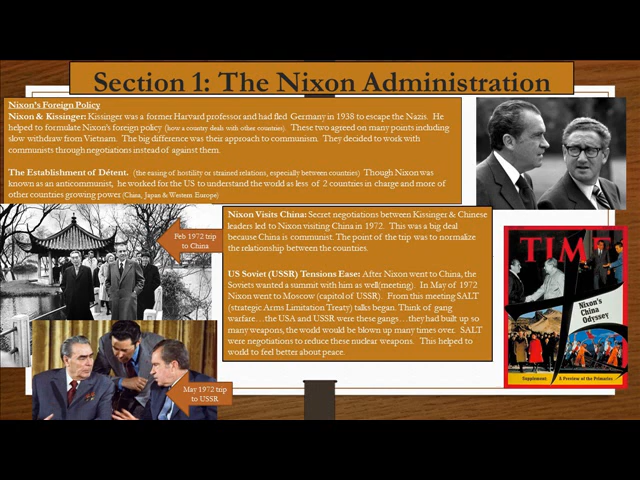 Section 1: The Nixon Administration
Nixon's Foreign Policy
Nixon & Kissinger: Kissinger was a former Harvard professor and had fled Germany in 1938 to escape the Nazis. He
helped to formulate Nixon's foreign policy (how a country deals with other countries). These two agreed on many points including
slow withdraw from Vietnam. The big difference was their approach to communism. They decided to work with
communists through negotiations instead of against them.
The Establishment of Détent. (the easing of hostility or strained relations, especially between countries) Though Nixon was
known as an anticommunist, he worked for the US to understand the world as less of 2 countries in charge and more of
other countries growing power (China, Japan & Western Europe)
Feb 1972 trip
to China
Nixon Visits China: Secret negotiations between Kissinger & Chinese
leaders led to Nixon visiting China in 1972. This was a big deal
because China is communist. The point of the trip was to normalize
the relationship between the countries.
US Soviet (USSR) Tensions Ease: After Nixon went to China, the
Soviets wanted a summit with him as well(meeting). In May of 1972
Nixon went to Moscow (capitol of USSR). From this meeting SALT
(strategic Arms Limitation Treaty) talks began. Think of gang
warfare…the USA and USSR were these gangs…they had built up so
many weapons, the world would be blown up many times over. SALT
were negotiations to reduce these nuclear weapons. This helped to
world to feel better about peace.
TIME
Nixon's
China
Odyssey
Supplement: A Preview of the Primaries
May 1972 trip
to USSR